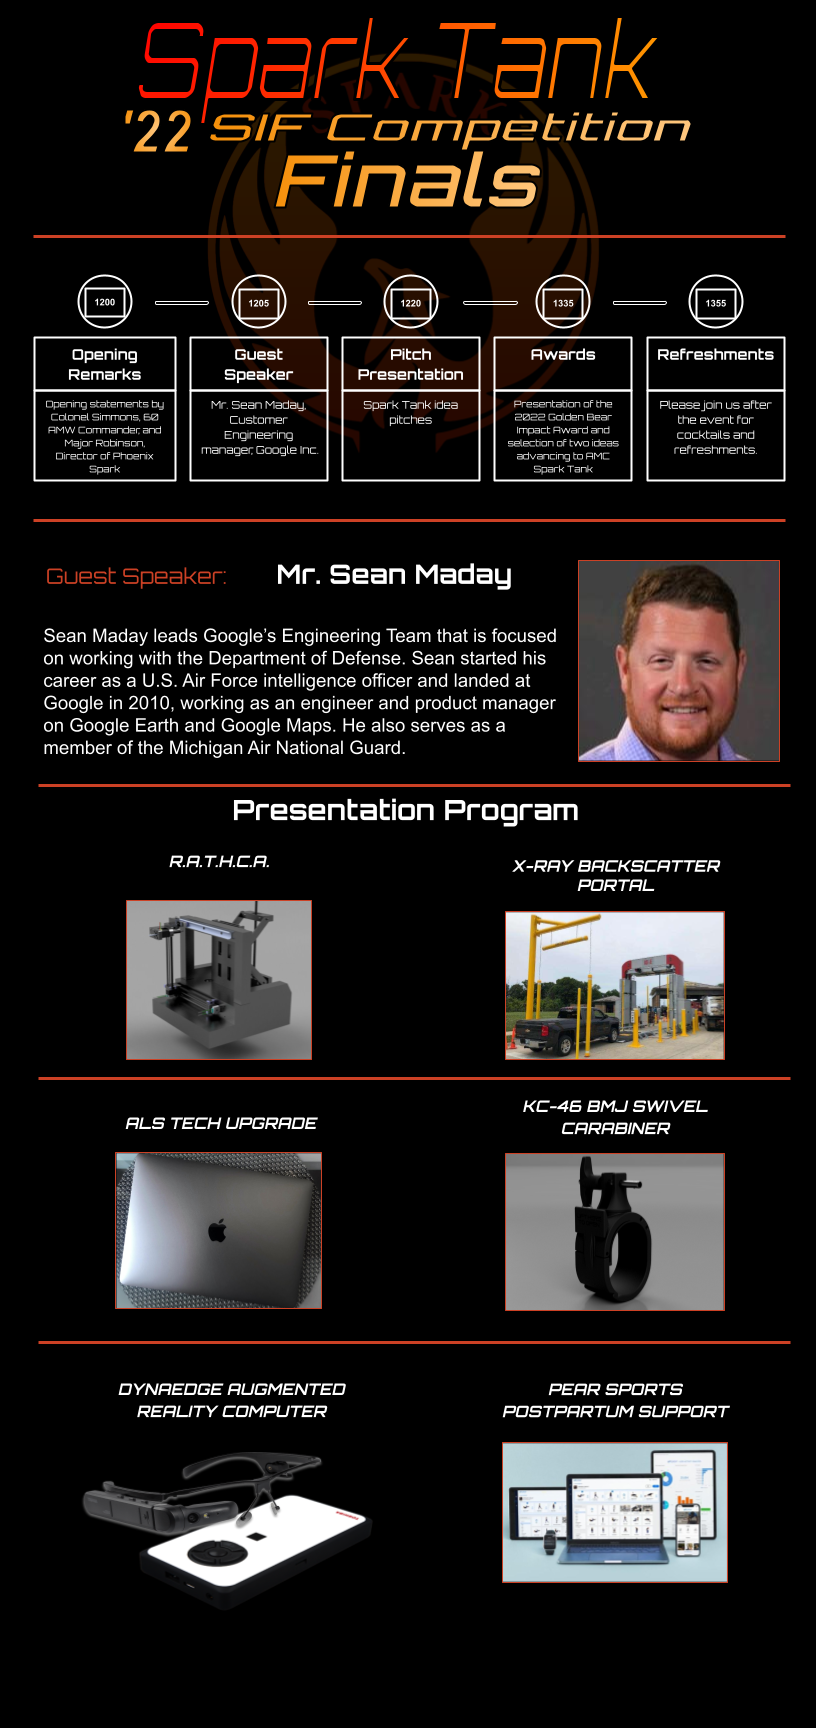 Spark Tank
SPARK
'22 SIF Competition
Finals
1200
1205
1220
1335
1355
Opening
Remarks
Opening statements by
Colonel Simmons, 60
AMW Commander, and
Major Robinson,
Director of Phoenix
Spark
Guest
Speaker
Mr. Sean Maday,
Customer
Engineering
manager, Google Inc.
Pitch
Presentation
Spark Tank idea
pitches
Awards
Presentation of the
2022 Golden Bear
Impact Award and
selection of two ideas
advancing to AMC
Spark Tank
Refreshments
Please join us after
the event for
cocktails and
refreshments.
Guest Speaker:
Mr. Sean Maday
Sean Maday leads Google’s Engineering Team that is focused
on working with the Department of Defense. Sean started his
career as a U.S. Air Force intelligence officer and landed at
Google in 2010, working as an engineer and product manager
on Google Earth and Google Maps. He also serves as a
member of the Michigan Air National Guard.
Presentation Program
R.A.T.H.C.A.
X-RAY BACKSCATTER
PORTAL
ALS TECH UPGRADE
KC-46 BMJ SWIVEL
CARABINER
DYNAEDGE AUGMENTED
REALITY COMPUTER
PEAR SPORTS
POSTPARTUM SUPPORT